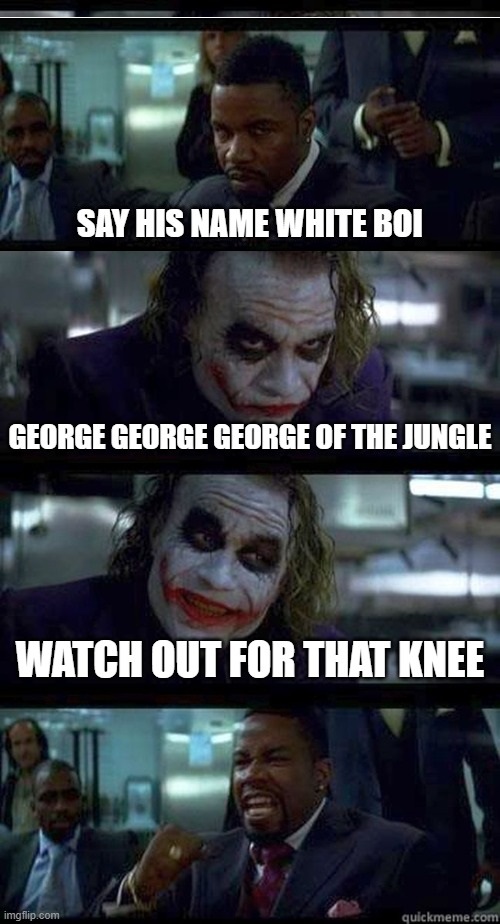 SAY HIS NAME WHITE BOI
GEORGE GEORGE GEORGE OF THE JUNGLE
WATCH OUT FOR THAT KNEE
imgflip.com
quickmeme.com